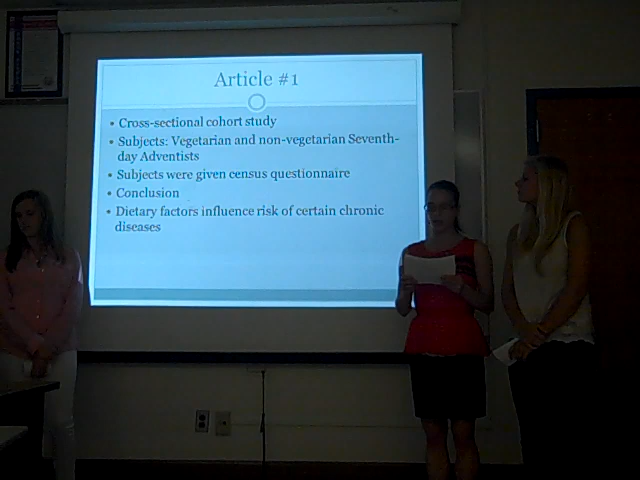 Article #1
• Cross-sectional cohort study
• Subjects: Vegetarian and non-vegetarian Seventh-
day Adventists
• Subjects were given census questionnaire
• Conclusion
• Dietary factors influence risk of certain chronic
diseases